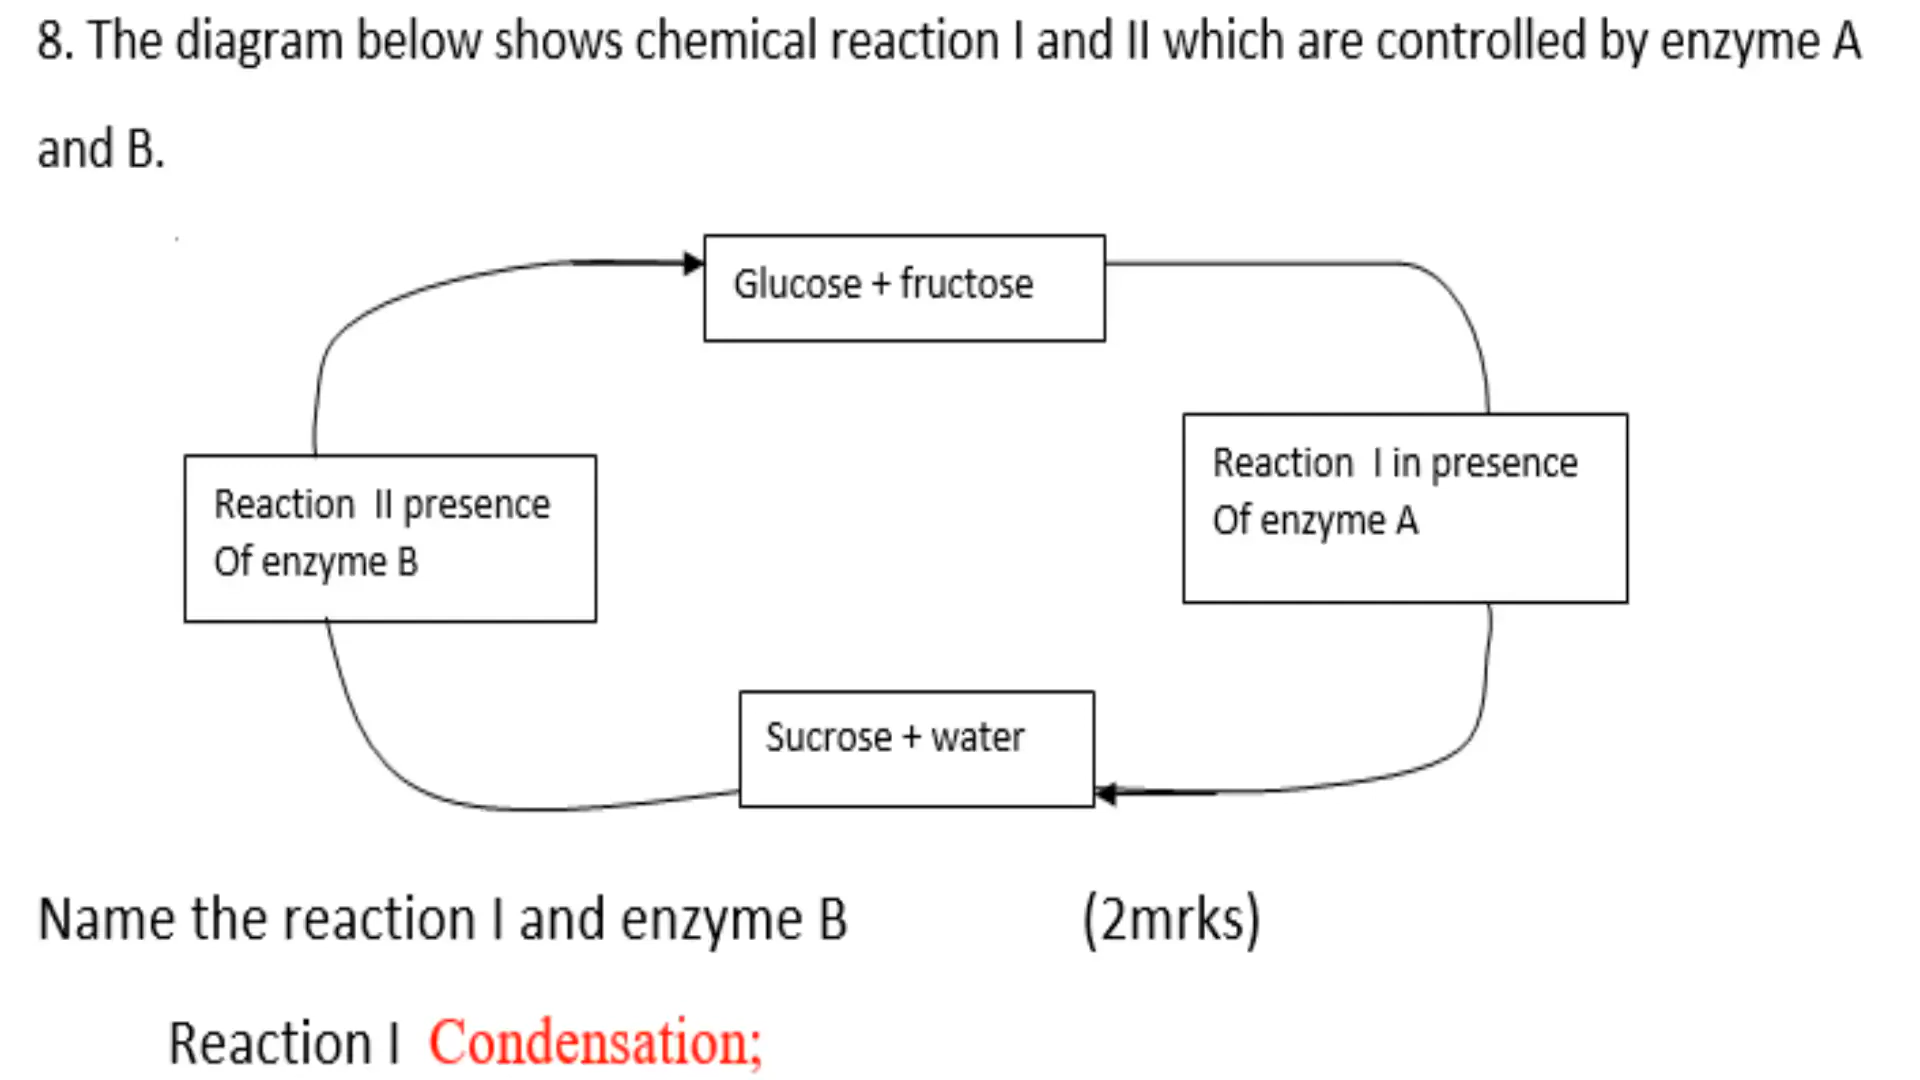 8. The diagram below shows chemical reaction I and II which are controlled by enzyme A
and B.
Glucose + fructose
Reaction I in presence
Of enzyme A
Reaction II presence
Of enzyme B
Sucrose + water
Name the reaction I and enzyme B (2mrks)
Reaction I Condensation;